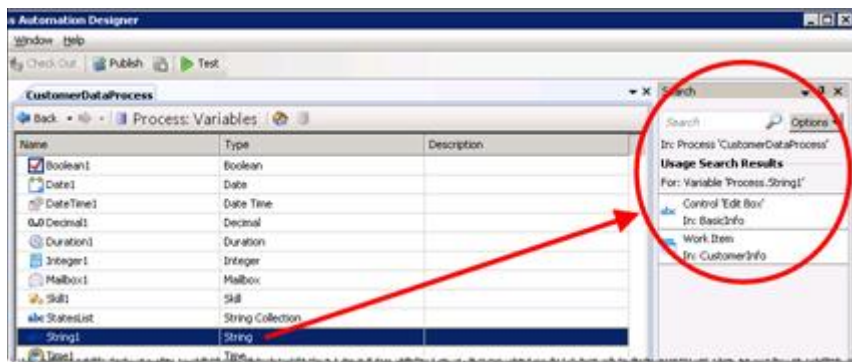 s Automation Designer
Window Help
Check Out Publish Test
CustomerDataProcess
Back Process: Variables
Name Type Description
Boolean1 Boolean
Date1 Date
DateTime1 Date Time
Decimal1 Decimal
Duration1 Duration
Integer1 Integer
Mailbox1 Mailbox
Skill1 Skill
abc StatesList String Collection
String1 String
Time1 Time
Search
Search Options
In: Process 'CustomerDataProcess'
Usage Search Results
For: Variable 'Process.String1'
abc Control 'Edit Box'
In: BasicInfo
Work Item
In: CustomerInfo